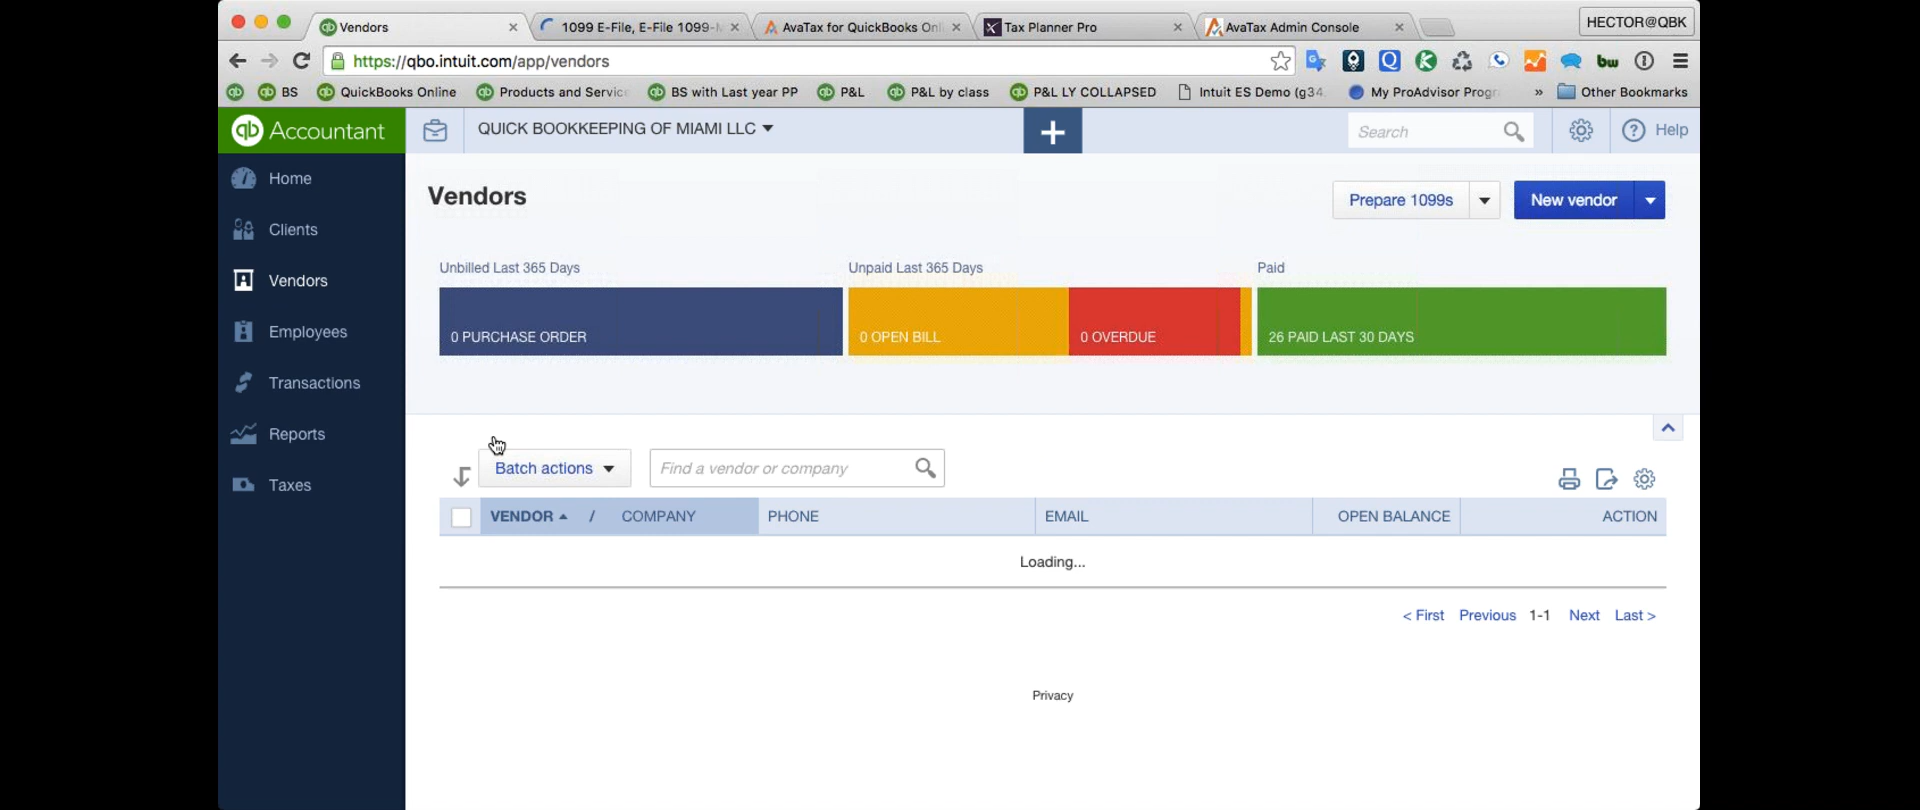 Vendors
1099 E-File, E-File 1099-
AvaTax for QuickBooks Onl
Tax Planner Pro
AvaTax Admin Console
HECTOR@QBK
https://qbo.intuit.com/app/vendors
BS
QuickBooks Online
Products and Servic
BS with Last year PP
P&L
P&L by class
P&L LY COLLAPSED
Intuit ES Demo (g34
My ProAdvisor Progr
»
Other Bookmarks
qb Accountant
QUICK BOOKKEEPING OF MIAMI LLC
+
Search
? Help
Home
Clients
Vendors
Employees
Transactions
Reports
Taxes
Vendors
Prepare 1099s
New vendor
Unbilled Last 365 Days
Unpaid Last 365 Days
Paid
0 PURCHASE ORDER
0 OPEN BILL
0 OVERDUE
26 PAID LAST 30 DAYS
Batch actions
Find a vendor or company
VENDOR / COMPANY
PHONE
EMAIL
OPEN BALANCE
ACTION
Loading...
< First Previous 1-1 Next Last >
Privacy